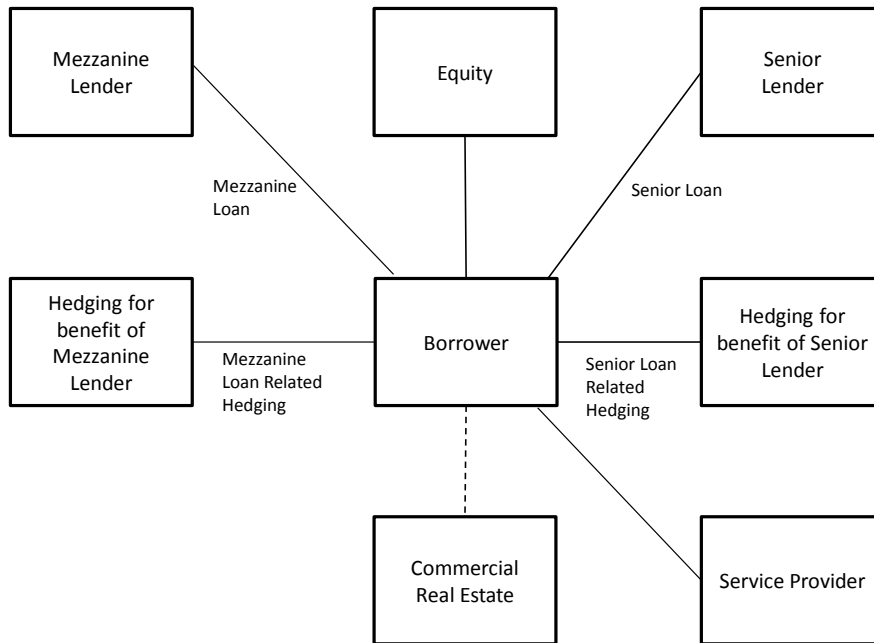 Mezzanine
Lender
Equity
Senior
Lender
Mezzanine
Loan
Senior Loan
Hedging for
benefit of
Mezzanine
Lender
Mezzanine
Loan Related
Hedging
Borrower
Senior Loan
Related
Hedging
Hedging for
benefit of Senior
Lender
Commercial
Real Estate
Service Provider